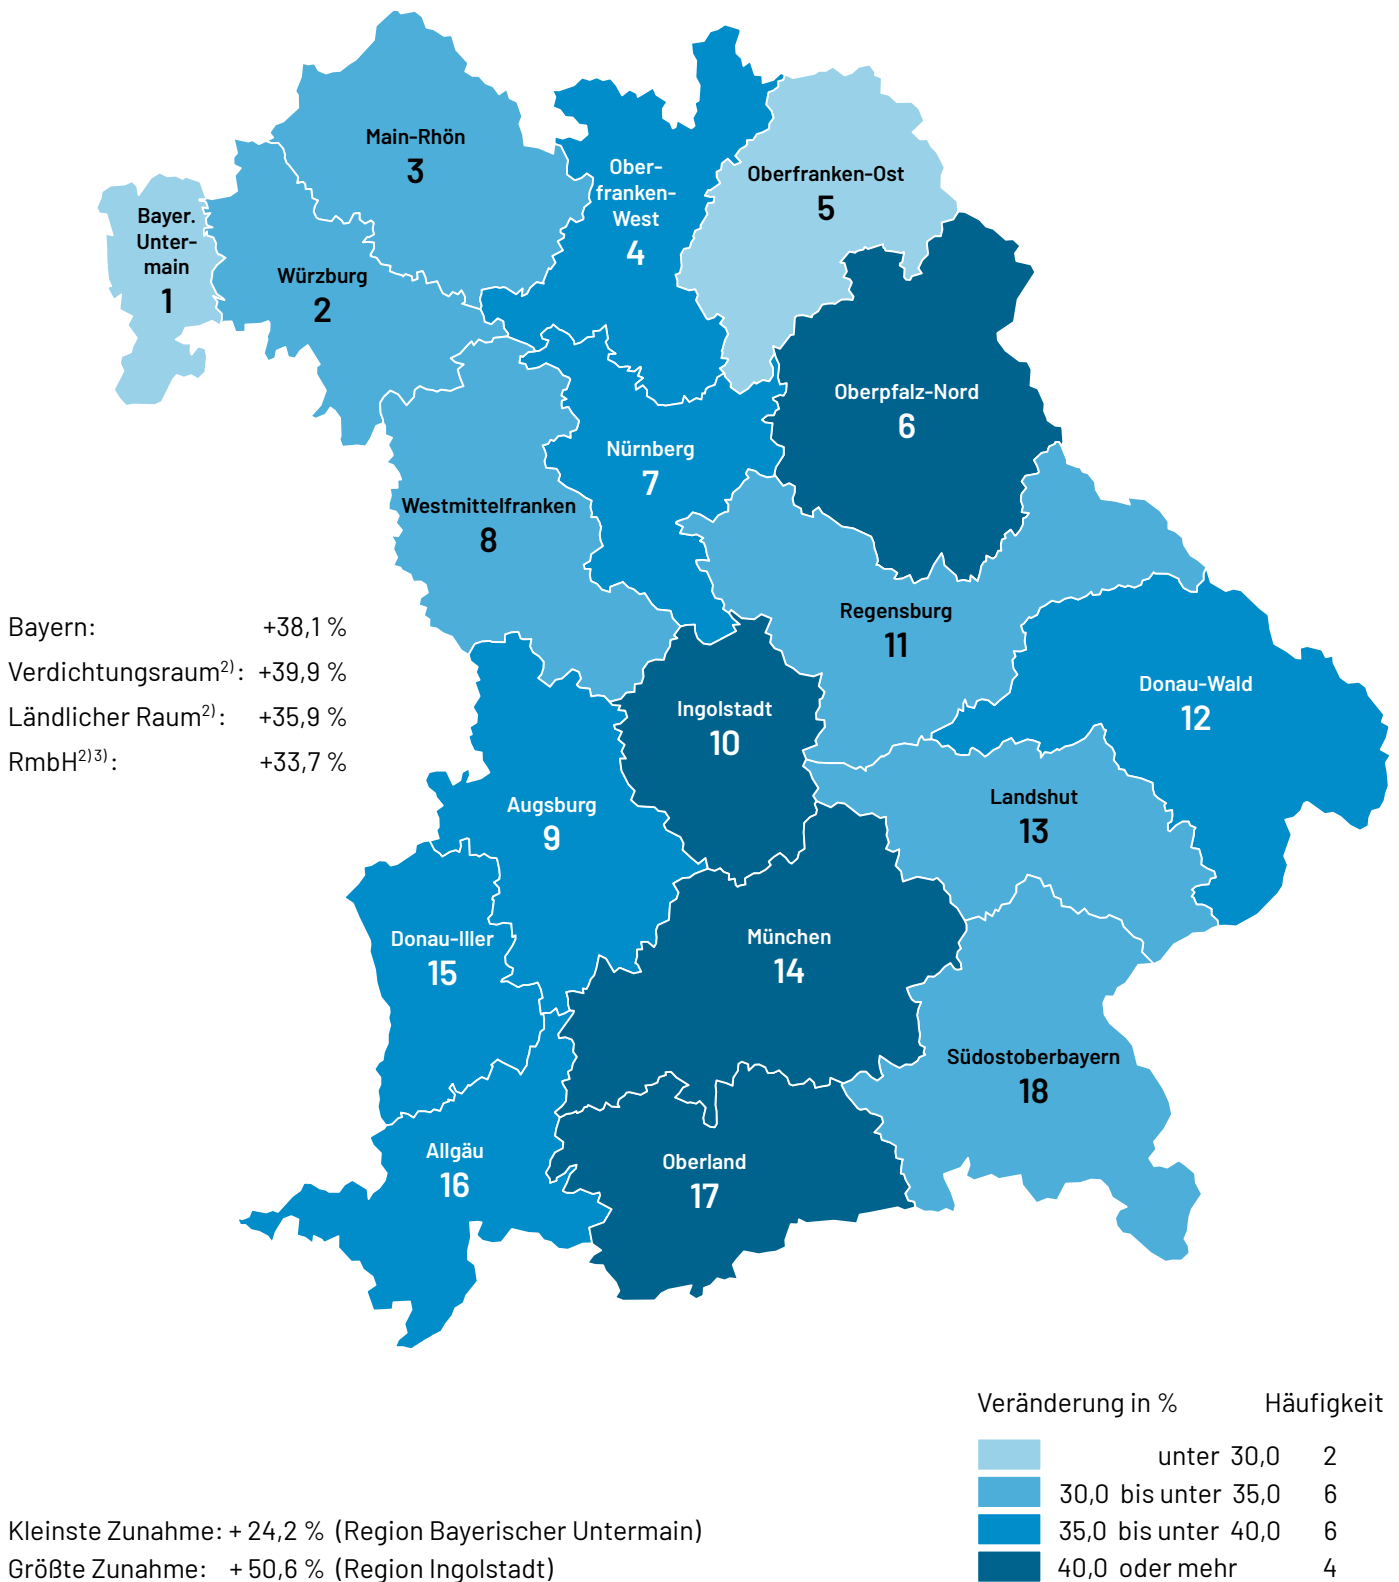 Main-Rhön
3
Ober-
franken-
West
4
Oberfranken-Ost
5
Bayer.
Unter-
main
1
Würzburg
2
Oberpfalz-Nord
6
Nürnberg
7
Westmittelfranken
8
Regensburg
11
Bayern: +38,1 %
Verdichtungsraum²⁾: +39,9 %
Ländlicher Raum²⁾: +35,9 %
RmbH²⁾³⁾: +33,7 %
Donau-Wald
12
Ingolstadt
10
Augsburg
9
Landshut
13
Donau-Iller
15
München
14
Südostoberbayern
18
Allgäu
16
Oberland
17
Veränderung in % Häufigkeit
unter 30,0 2
30,0 bis unter 35,0 6
35,0 bis unter 40,0 6
40,0 oder mehr 4
Kleinste Zunahme: + 24,2 % (Region Bayerischer Untermain)
Größte Zunahme: + 50,6 % (Region Ingolstadt)